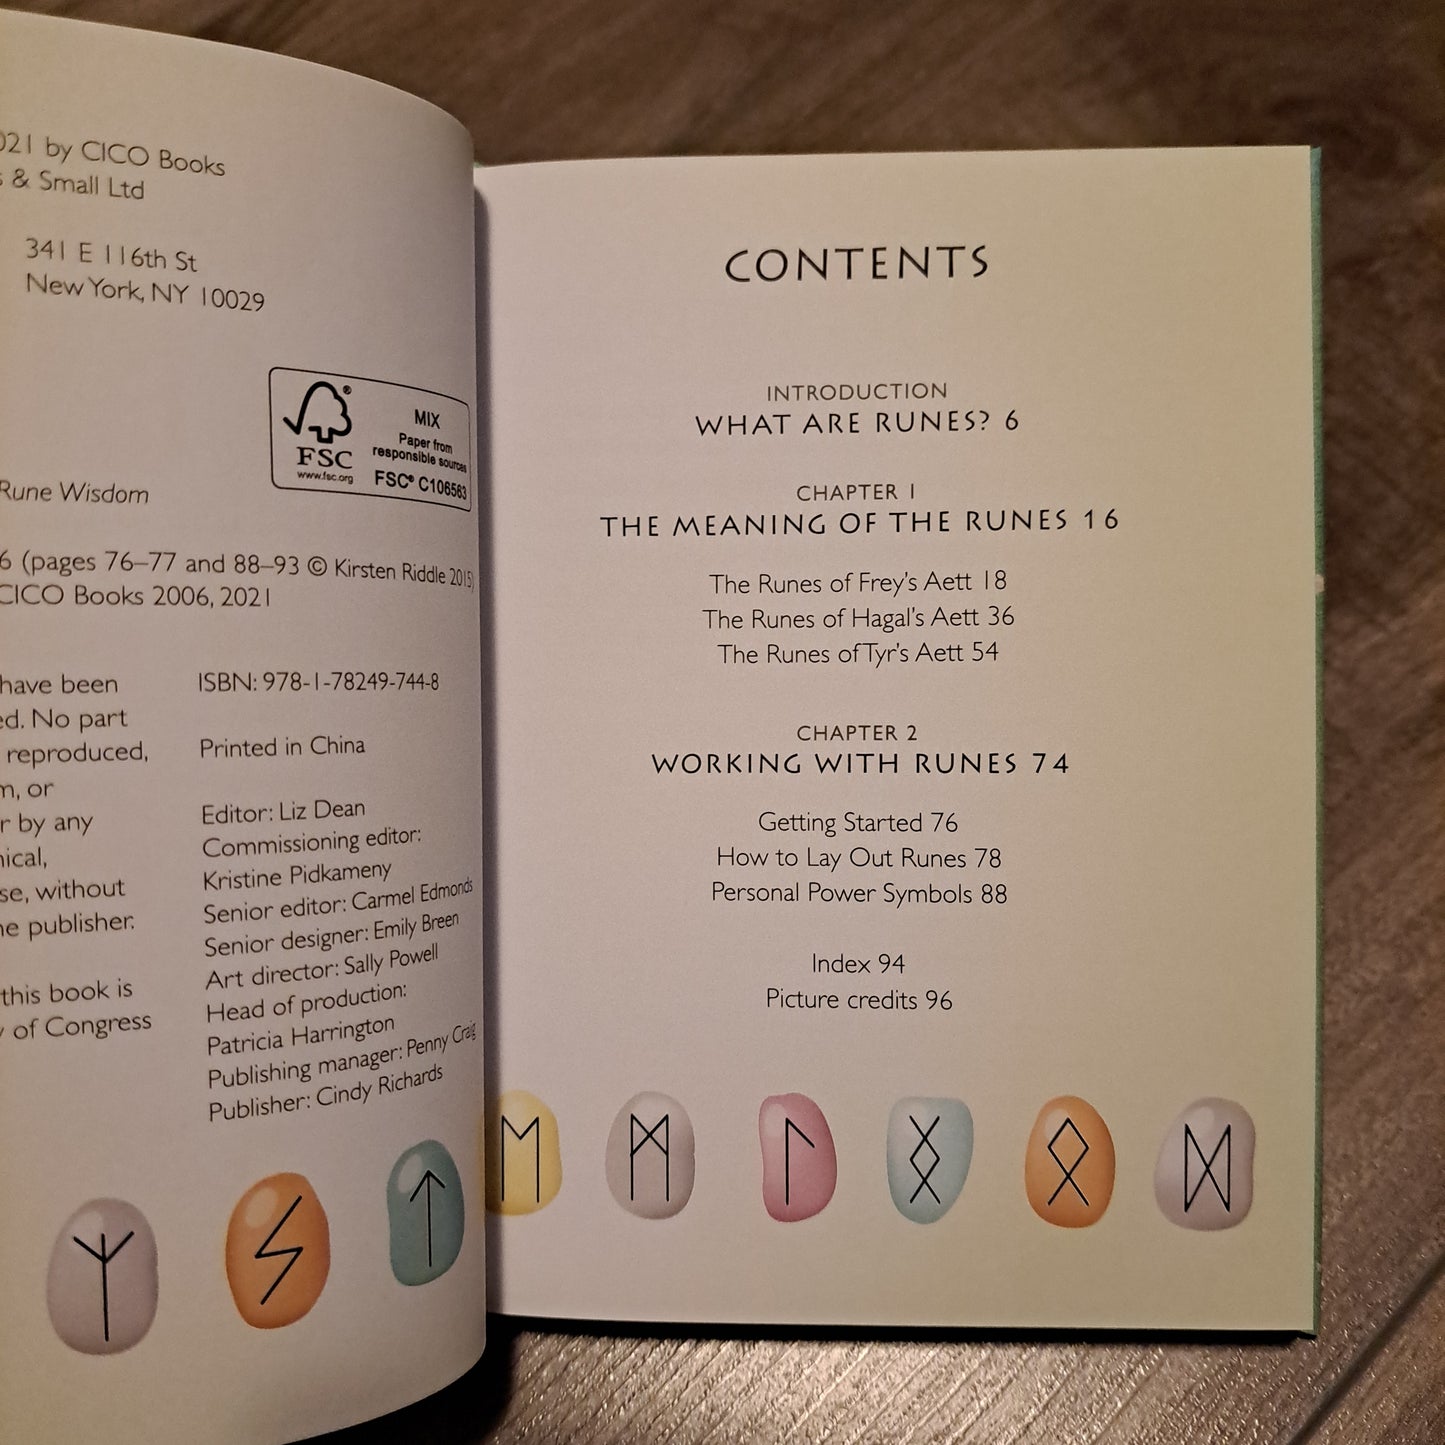 021 by CICO Books
& Small Ltd
341 E 116th St
New York, NY 10029
FSC®
www.fsc.org
MIX
Paper from
responsible sources
FSC® C106563
Rune Wisdom
6 (pages 76–77 and 88–93 © Kirsten Riddle 2015)
CICO Books 2006, 2021
have been
ed. No part
reproduced,
m, or
r by any
nical,
se, without
he publisher.
this book is
y of Congress
ISBN: 978-1-78249-744-8
Printed in China
Editor: Liz Dean
Commissioning editor:
Kristine Pidkameny
Senior editor: Carmel Edmonds
Senior designer: Emily Breen
Art director: Sally Powell
Head of production:
Patricia Harrington
Publishing manager: Penny Craig
Publisher: Cindy Richards
ᛉ ᛋ ᛏ
CONTENTS
INTRODUCTION
WHAT ARE RUNES? 6
CHAPTER 1
THE MEANING OF THE RUNES 16
The Runes of Frey's Aett 18
The Runes of Hagal's Aett 36
The Runes of Tyr's Aett 54
CHAPTER 2
WORKING WITH RUNES 74
Getting Started 76
How to Lay Out Runes 78
Personal Power Symbols 88
Index 94
Picture credits 96
ᛖ ᛗ ᛚ ᛝ ᛟ ᛞ